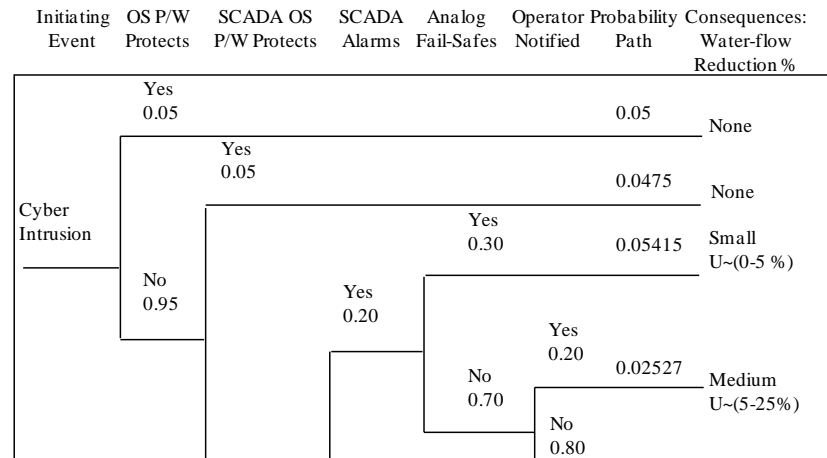 Initiating Event
OS P/W Protects
SCADA OS P/W Protects
SCADA Alarms
Analog Fail-Safes
Operator Notified
Probability Path
Consequences: Water-flow Reduction %
Yes
0.05
0.05
None
Yes
0.05
0.0475
None
Cyber
Intrusion
Yes
0.30
0.05415
Small
U~(0-5 %)
No
0.95
Yes
0.20
Yes
0.20
0.02527
No
0.70
Medium
U~(5-25%)
No
0.80